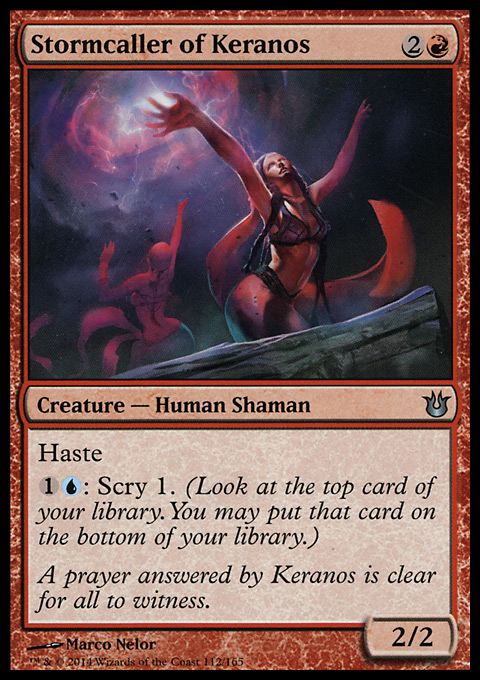 Stormcaller of Keranos 2
Creature — Human Shaman
Haste
1: Scry 1. (Look at the top card of
your library. You may put that card on
the bottom of your library.)
A prayer answered by Keranos is clear
for all to witness.
Marco Nelor
2/2
™ & © 2014 Wizards of the Coast 112/165